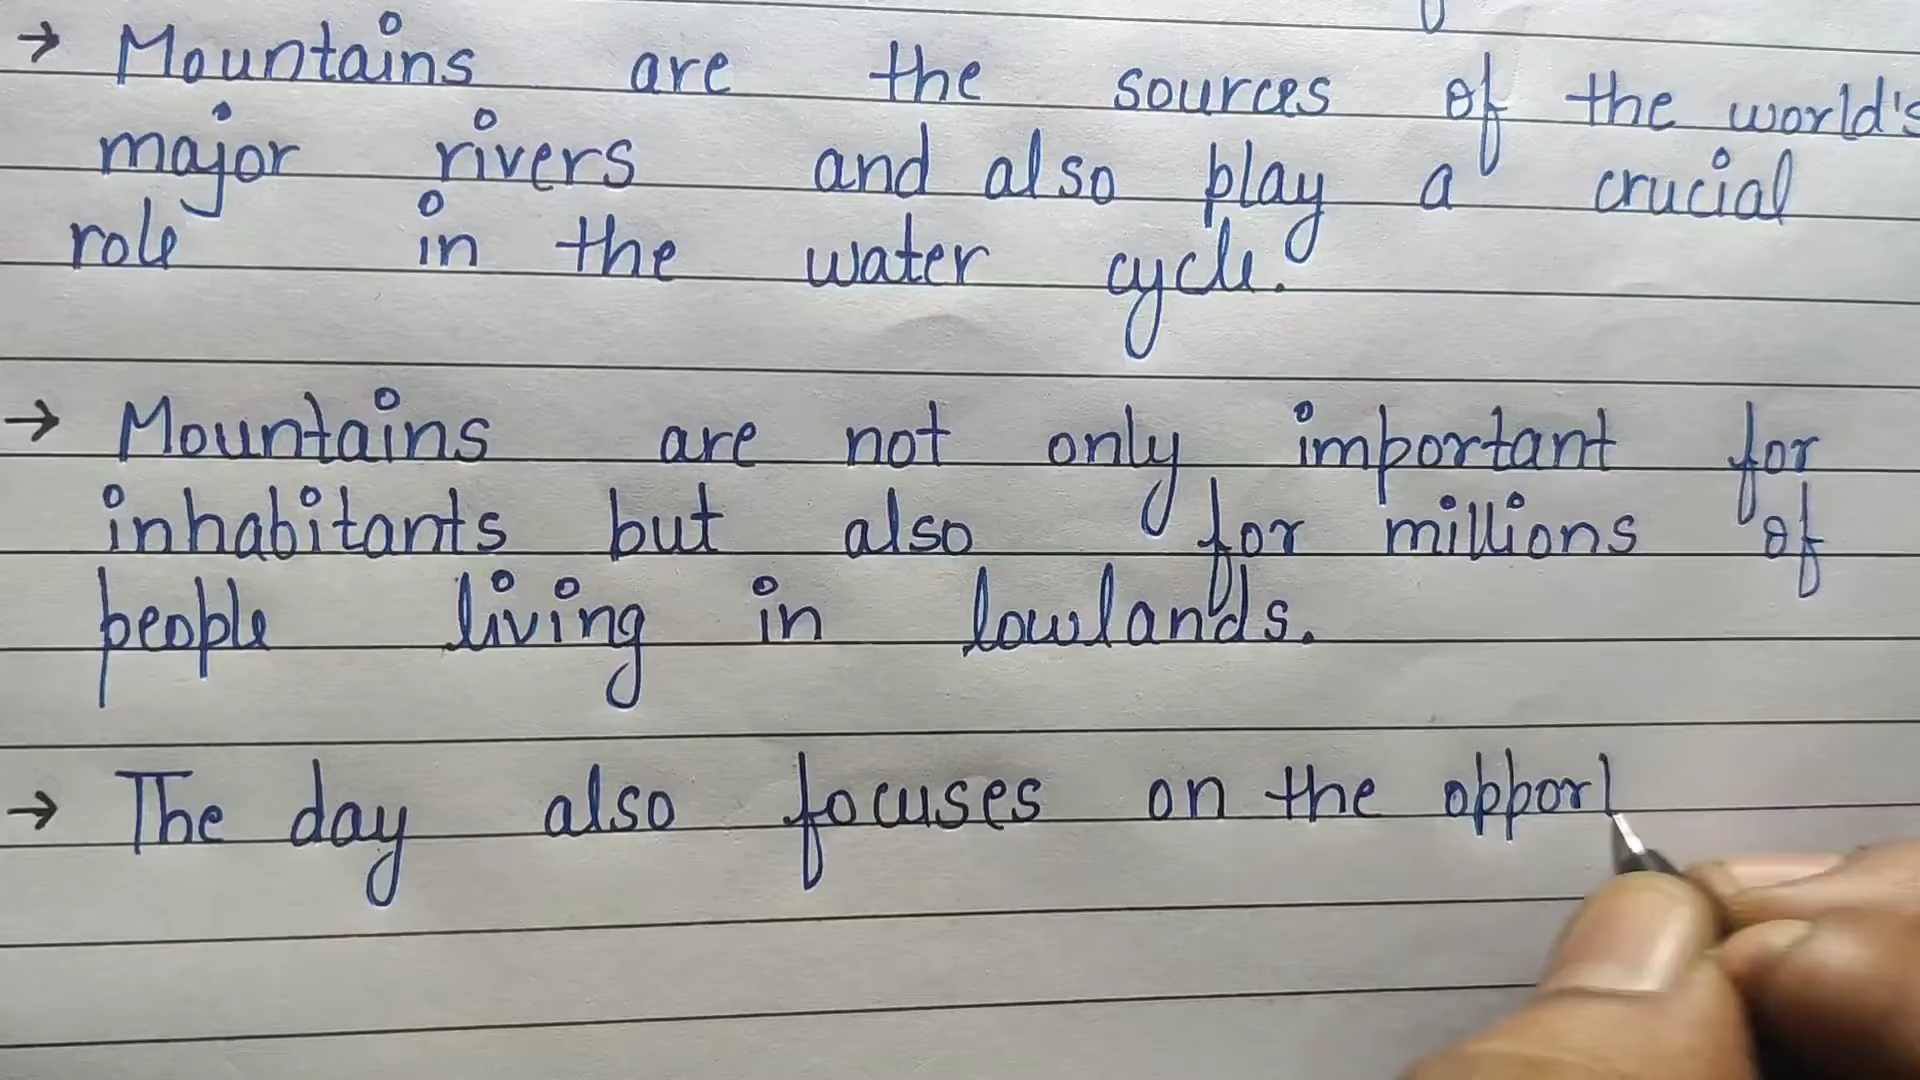 → Mountains are the sources of the world's
major rivers and also play a crucial
role in the water cycle.
→ Mountains are not only important for
inhabitants but also for millions of
people living in lowlands.
→ The day also focuses on the oppor